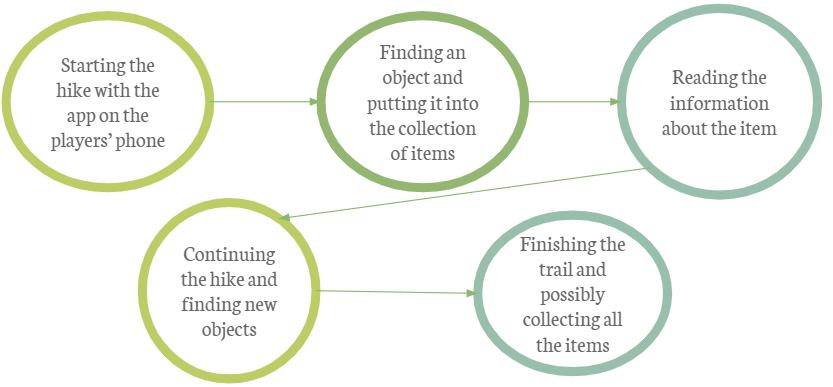 Starting the
hike with the
app on the
players’ phone
Finding an
object and
putting it into
the collection
of items
Reading the
information
about the item
Continuing
the hike and
finding new
objects
Finishing the
trail and
possibly
collecting all
the items